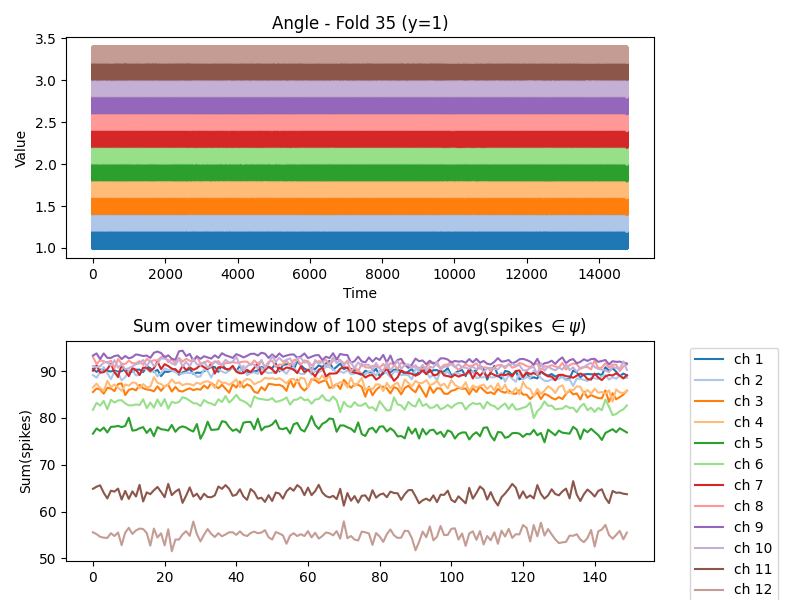 Angle - Fold 35 (y=1)
3.5
3.0
2.5
2.0
1.5
1.0
Value
0 2000 4000 6000 8000 10000 12000 14000
Time
Sum over timewindow of 100 steps of avg(spikes ∈ψ)
90
80
70
60
50
Sum(spikes)
0 20 40 60 80 100 120 140
ch 1
ch 2
ch 3
ch 4
ch 5
ch 6
ch 7
ch 8
ch 9
ch 10
ch 11
ch 12